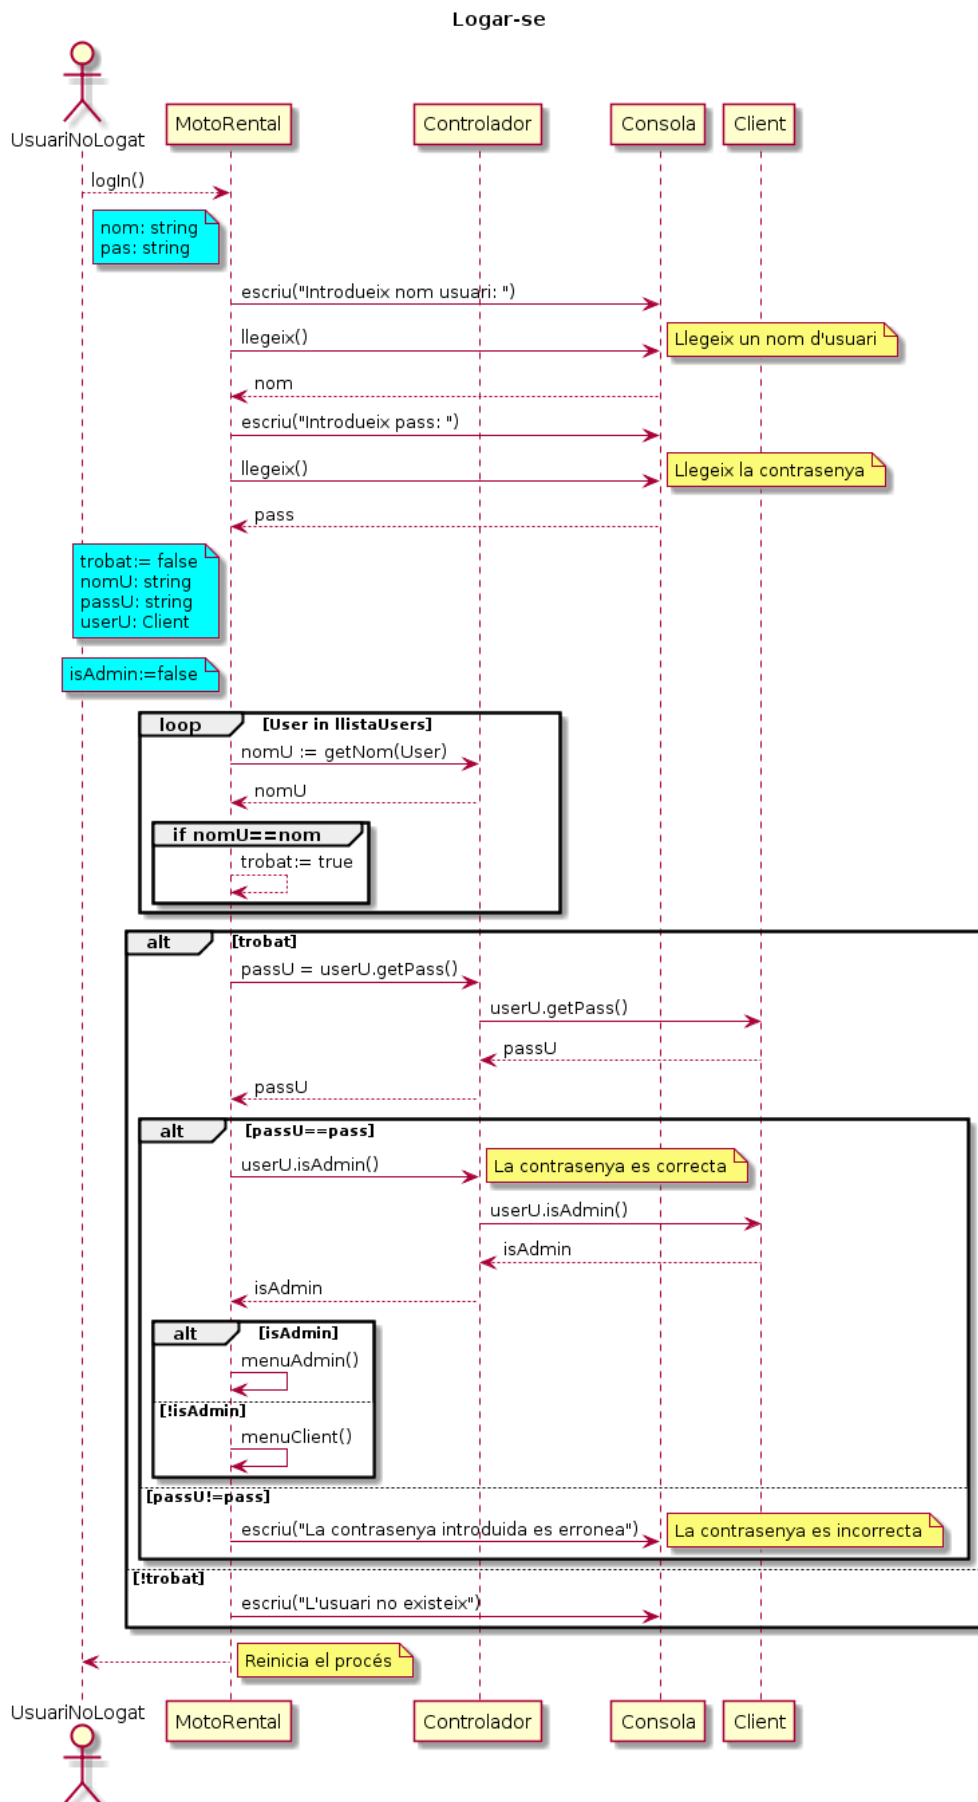 Logar-se
UsuariNoLogat
MotoRental
Controlador
Consola
Client
logIn()
nom: string
pas: string
escriu("Introdueix nom usuari: ")
llegeix()
Llegeix un nom d'usuari
nom
escriu("Introdueix pass: ")
llegeix()
Llegeix la contrasenya
pass
trobat:= false
nomU: string
passU: string
userU: Client
isAdmin:=false
loop [User in llistaUsers]
nomU := getNom(User)
nomU
if nomU==nom
trobat:= true
alt [trobat]
passU = userU.getPass()
userU.getPass()
passU
passU
alt [passU==pass]
userU.isAdmin()
La contrasenya es correcta
userU.isAdmin()
isAdmin
isAdmin
alt [isAdmin]
menuAdmin()
[!isAdmin]
menuClient()
[passU!=pass]
escriu("La contrasenya introduida es erronea")
La contrasenya es incorrecta
[!trobat]
escriu("L'usuari no existeix")
Reinicia el procés
UsuariNoLogat
MotoRental
Controlador
Consola
Client